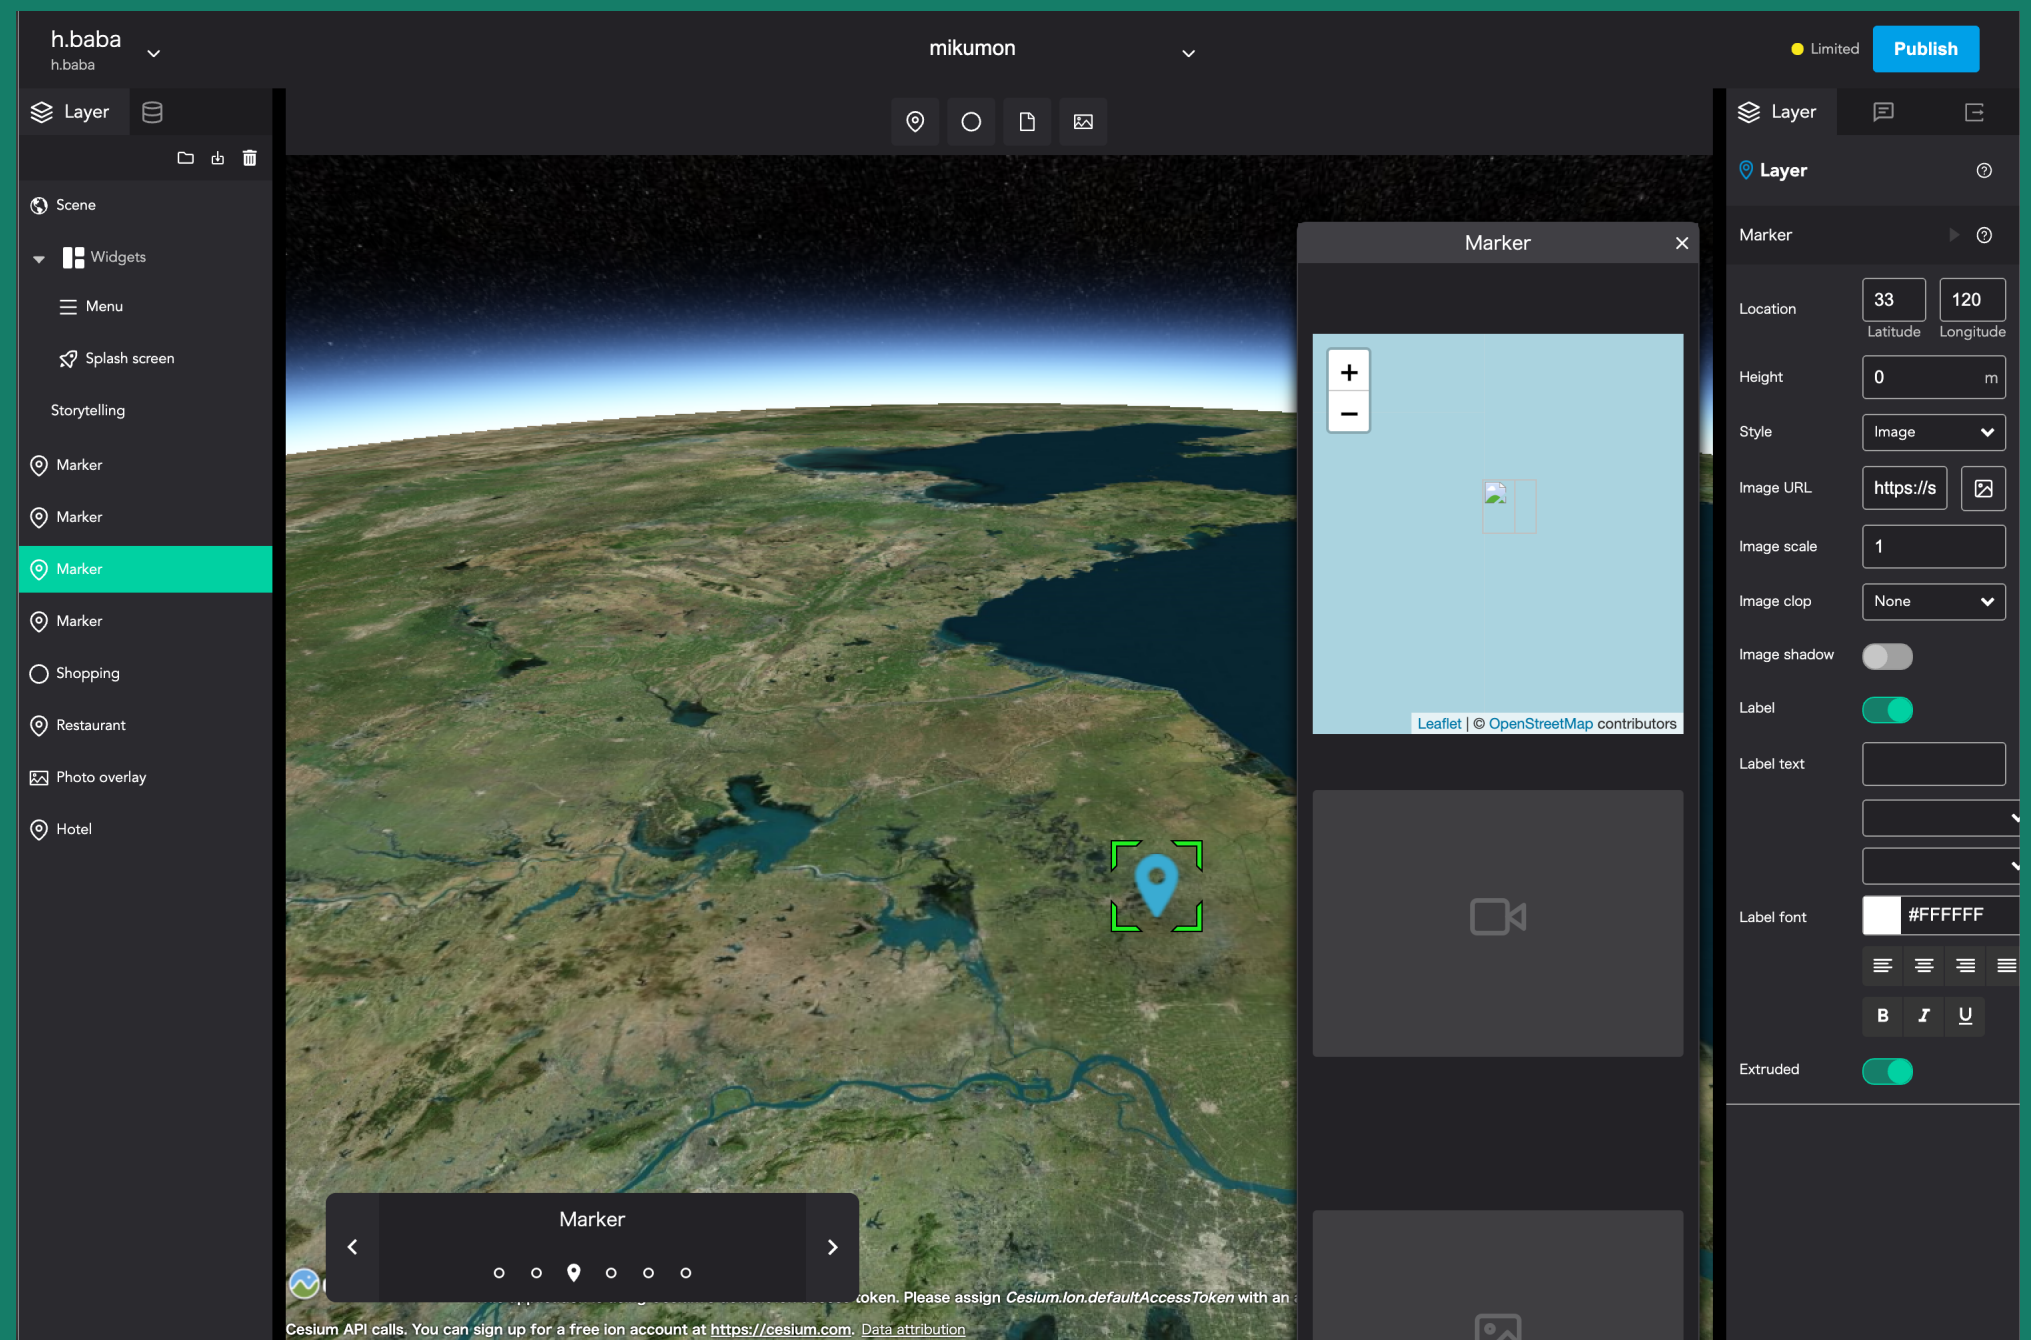 h.baba
h.baba
mikumon
Limited
Publish
Layer
Scene
Widgets
Menu
Splash screen
Storytelling
Marker
Marker
Marker
Marker
Shopping
Restaurant
Photo overlay
Hotel
Marker
+
−
Leaflet | © OpenStreetMap contributors
Marker
token. Please assign Cesium.Ion.defaultAccessToken with an
Cesium API calls. You can sign up for a free ion account at https://cesium.com. Data attribution
Layer
Layer
Marker
Location
33
120
Latitude
Longitude
Height
0
m
Style
Image
Image URL
https://s
Image scale
1
Image clop
None
Image shadow
Label
Label text
Label font
#FFFFFF
B I U
Extruded